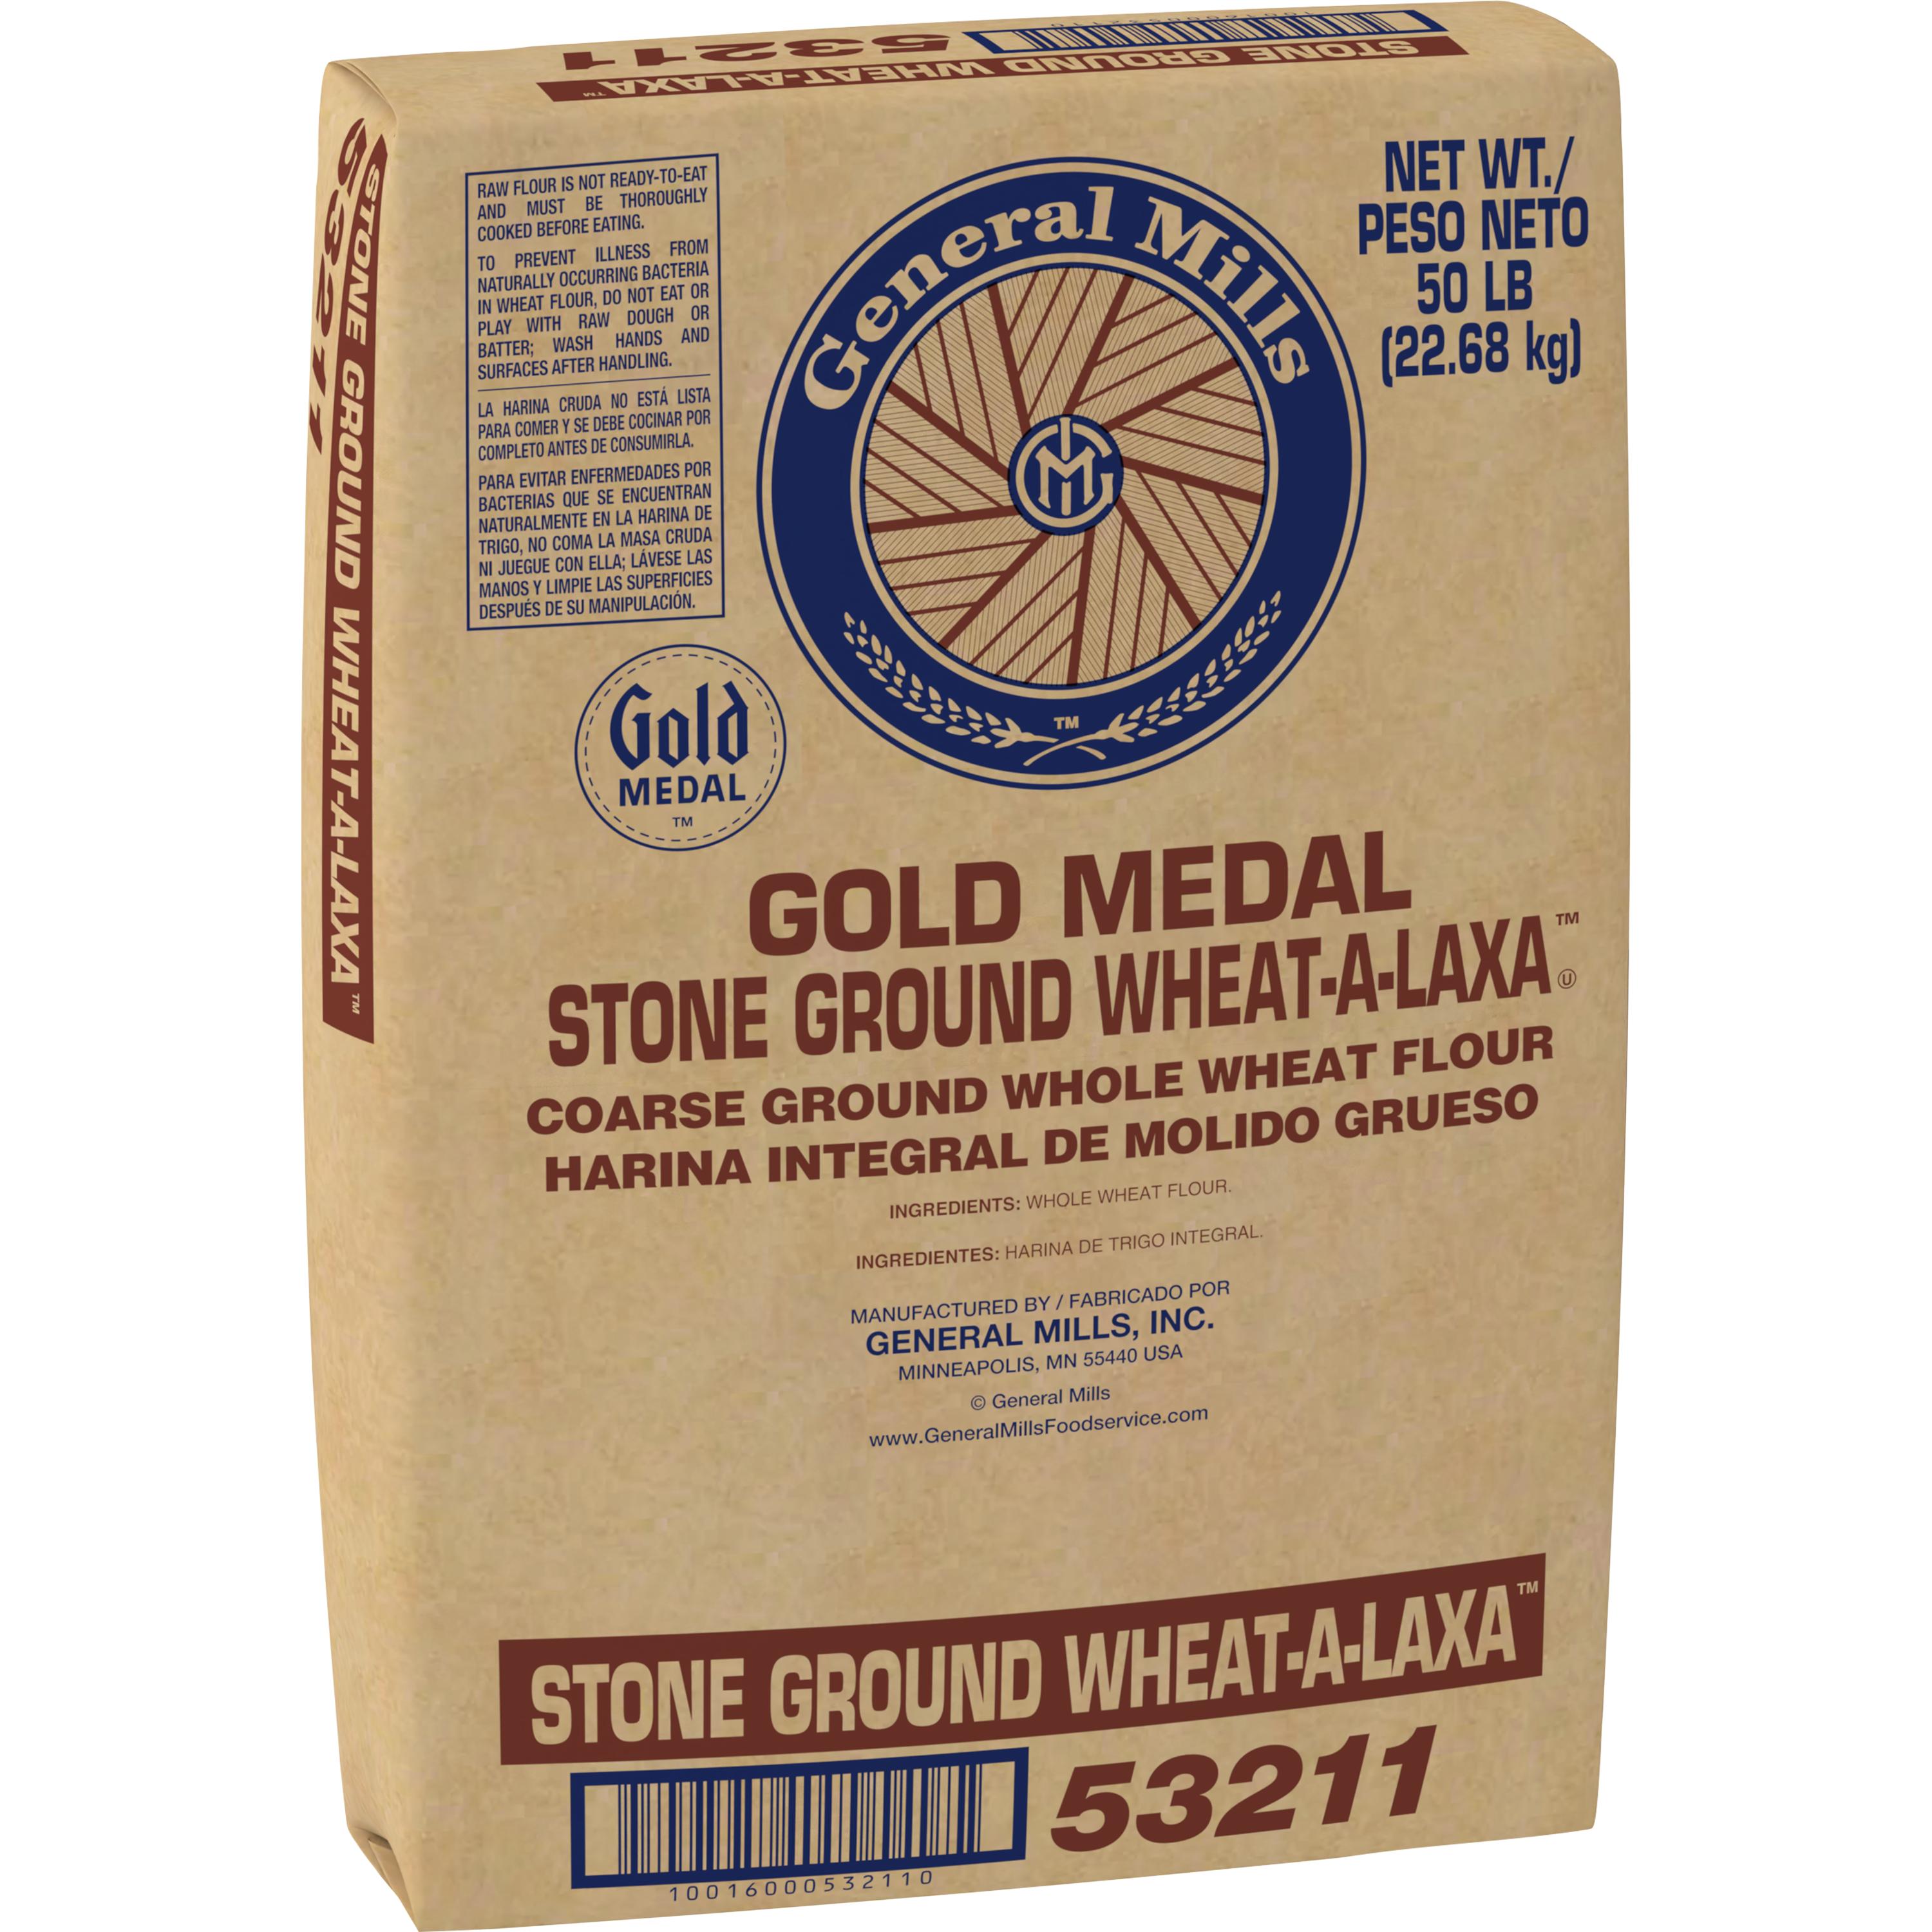 53211
STONE GROUND WHEAT-A-LAXA™
STONE GROUND WHEAT-A-LAXA™
53211
RAW FLOUR IS NOT READY-TO-EAT
AND MUST BE THOROUGHLY
COOKED BEFORE EATING.
TO PREVENT ILLNESS FROM
NATURALLY OCCURRING BACTERIA
IN WHEAT FLOUR, DO NOT EAT OR
PLAY WITH RAW DOUGH OR
BATTER; WASH HANDS AND
SURFACES AFTER HANDLING.
LA HARINA CRUDA NO ESTÁ LISTA
PARA COMER Y SE DEBE COCINAR POR
COMPLETO ANTES DE CONSUMIRLA.
PARA EVITAR ENFERMEDADES POR
BACTERIAS QUE SE ENCUENTRAN
NATURALMENTE EN LA HARINA DE
TRIGO, NO COMA LA MASA CRUDA
NI JUEGUE CON ELLA; LÁVESE LAS
MANOS Y LIMPIE LAS SUPERFICIES
DESPUÉS DE SU MANIPULACIÓN.
General Mills
GM
™
NET WT./
PESO NETO
50 LB
(22.68 kg)
Gold
MEDAL
™
GOLD MEDAL
STONE GROUND WHEAT-A-LAXA™ Ⓤ
COARSE GROUND WHOLE WHEAT FLOUR
HARINA INTEGRAL DE MOLIDO GRUESO
INGREDIENTS: WHOLE WHEAT FLOUR.
INGREDIENTES: HARINA DE TRIGO INTEGRAL.
MANUFACTURED BY / FABRICADO POR
GENERAL MILLS, INC.
MINNEAPOLIS, MN 55440 USA
© General Mills
www.GeneralMillsFoodservice.com
STONE GROUND WHEAT-A-LAXA™
53211
10016000532110